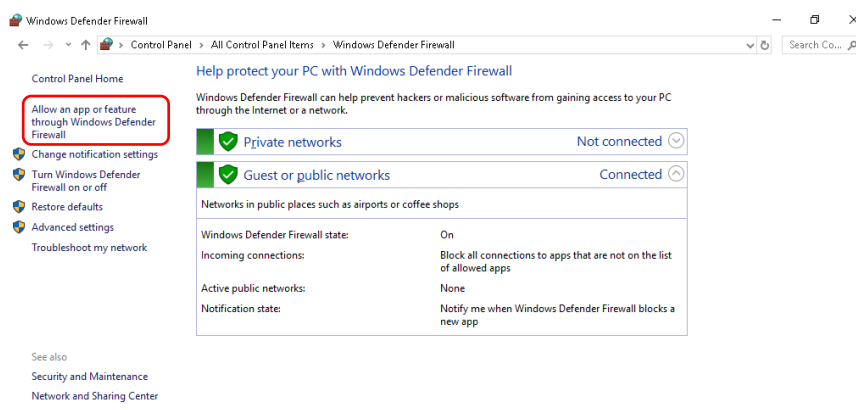 Windows Defender Firewall
Control Panel > All Control Panel Items > Windows Defender Firewall
Search Co...
Control Panel Home
Allow an app or feature
through Windows Defender
Firewall
Change notification settings
Turn Windows Defender
Firewall on or off
Restore defaults
Advanced settings
Troubleshoot my network
Help protect your PC with Windows Defender Firewall
Windows Defender Firewall can help prevent hackers or malicious software from gaining access to your PC
through the Internet or a network.
Private networks Not connected
Guest or public networks Connected
Networks in public places such as airports or coffee shops
Windows Defender Firewall state: On
Incoming connections: Block all connections to apps that are not on the list
of allowed apps
Active public networks: None
Notification state: Notify me when Windows Defender Firewall blocks a
new app
See also
Security and Maintenance
Network and Sharing Center